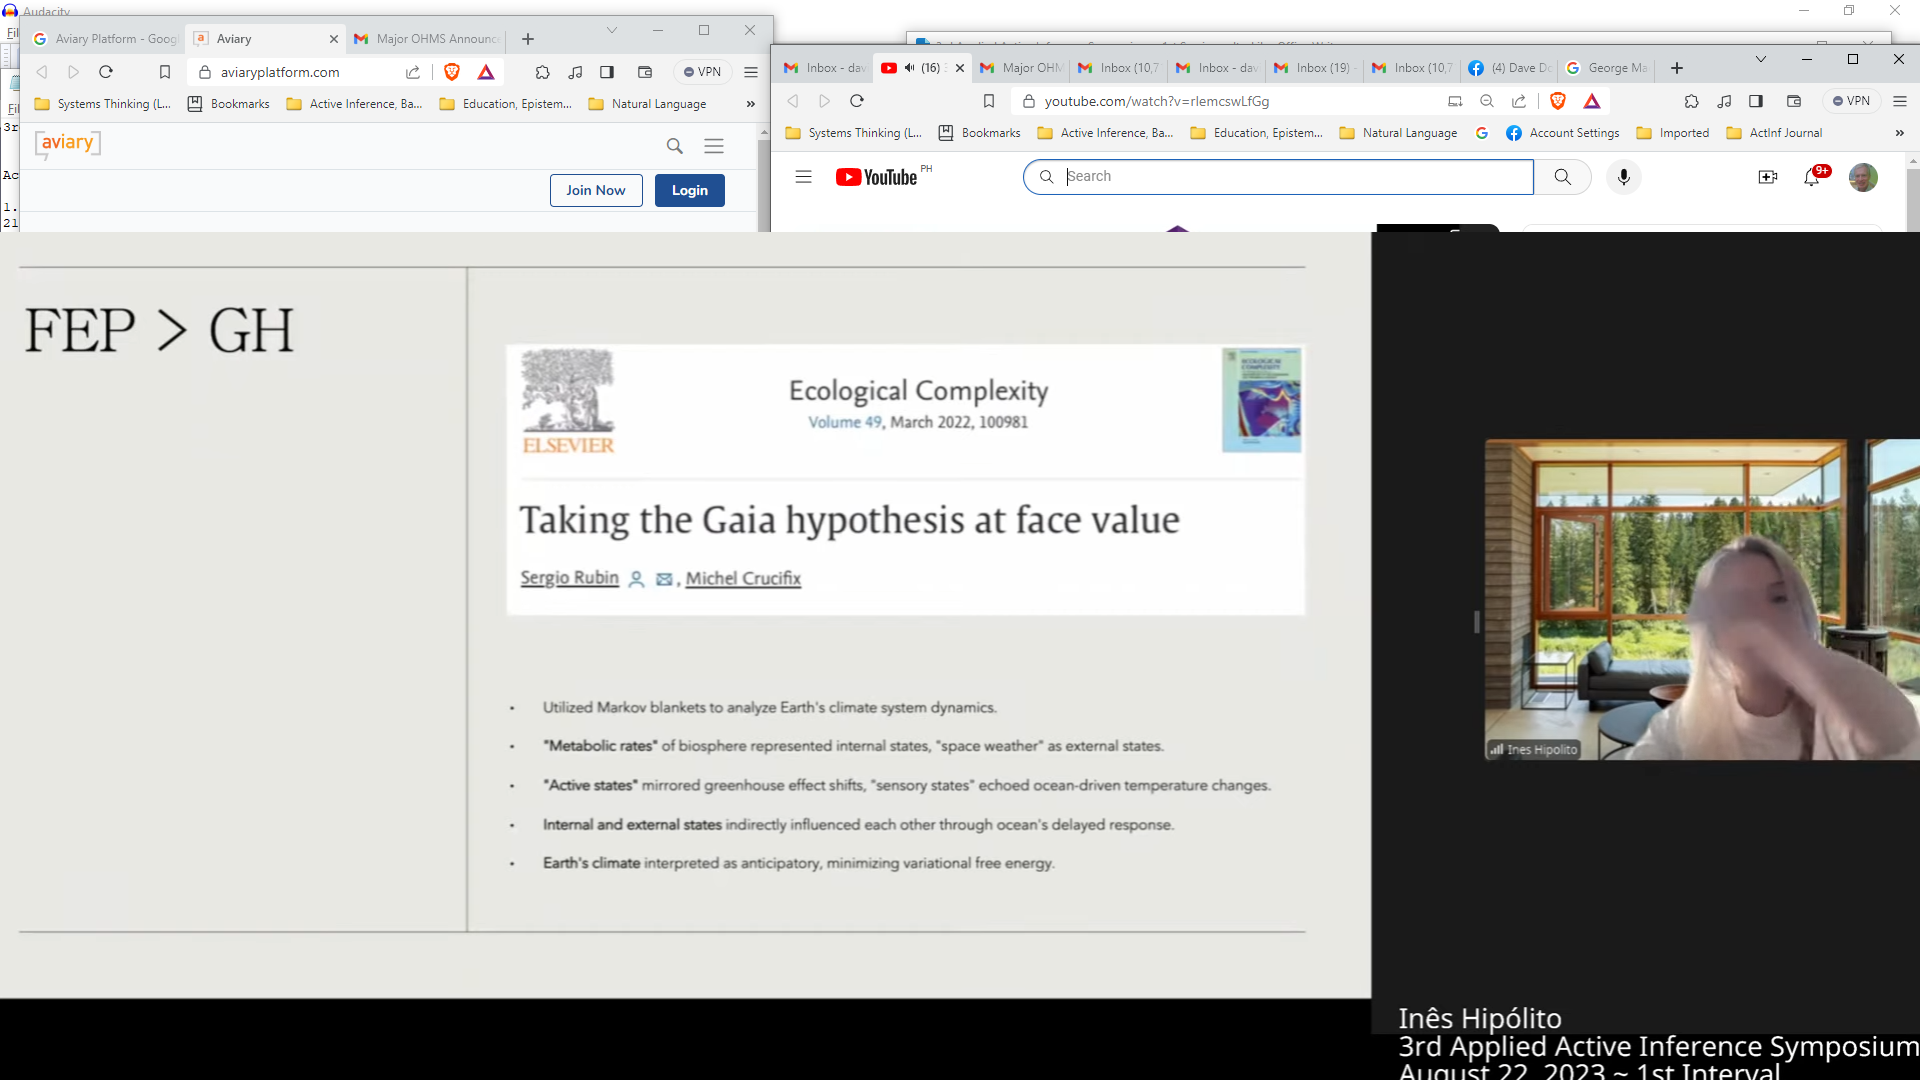 Audacity
Aviary Platform - Goog
Aviary
Major OHMS Announc
aviaryplatform.com
VPN
Systems Thinking (L...
Bookmarks
Active Inference, Ba...
Education, Epistem...
Natural Language
»
aviary
Join Now
Login
Inbox - dav
(16)
Major OHM
Inbox (10,7
Inbox - dav
Inbox (19) -
Inbox (10,7
(4) Dave Do
George Ma
youtube.com/watch?v=rIemcswLfGg
VPN
Systems Thinking (L...
Bookmarks
Active Inference, Ba...
Education, Epistem...
Natural Language
Account Settings
Imported
ActInf Journal
»
YouTube PH
Search
9+
FEP > GH
ELSEVIER
Ecological Complexity
Volume 49, March 2022, 100981
Taking the Gaia hypothesis at face value
Sergio Rubin , Michel Crucifix
• Utilized Markov blankets to analyze Earth's climate system dynamics.
• "Metabolic rates" of biosphere represented internal states, "space weather" as external states.
• "Active states" mirrored greenhouse effect shifts, "sensory states" echoed ocean-driven temperature changes.
• Internal and external states indirectly influenced each other through ocean's delayed response.
• Earth's climate interpreted as anticipatory, minimizing variational free energy.
Ines Hipolito
Inês Hipólito
3rd Applied Active Inference Symposium
August 22, 2023 ~ 1st Interval